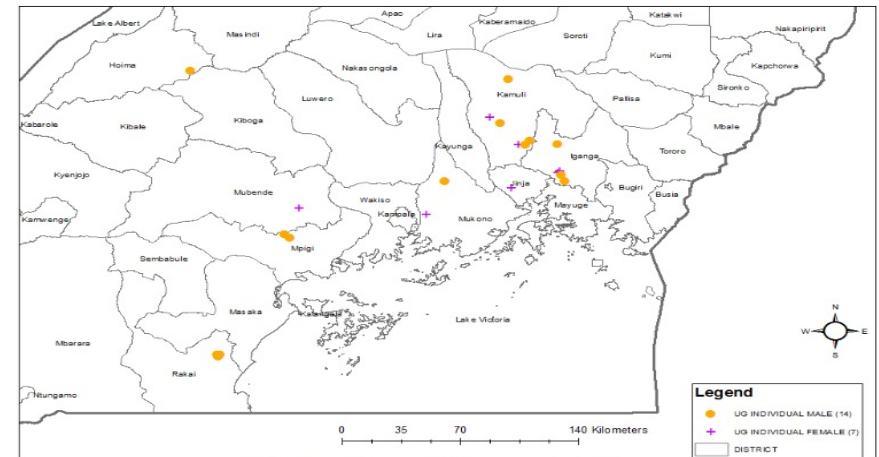 Apac
Katakwi
Lake Albert
Kaberamaido
Masindi
Lira
Soroti
Nakapiripirit
Kumi
Hoima
Nakasongola
Kapchorwa
Kamuli
Sironko
Luwero
Pallisa
Kabarole
Kibale
Kiboga
Mbale
Kayunga
Tororo
Iganga
Kyenjojo
Jinja
Bugiri
Mubende
Busia
Wakiso
Mayuge
Kamwenge
Kampala
Mukono
Mpigi
Sembabule
Masaka
Kalangala
Lake Victoria
N
W E
S
Mbarara
Rakai
Ntungamo
Legend
UG INDIVIDUAL MALE (14)
UG INDIVIDUAL FEMALE (7)
DISTRICT
0 35 70 140 Kilometers